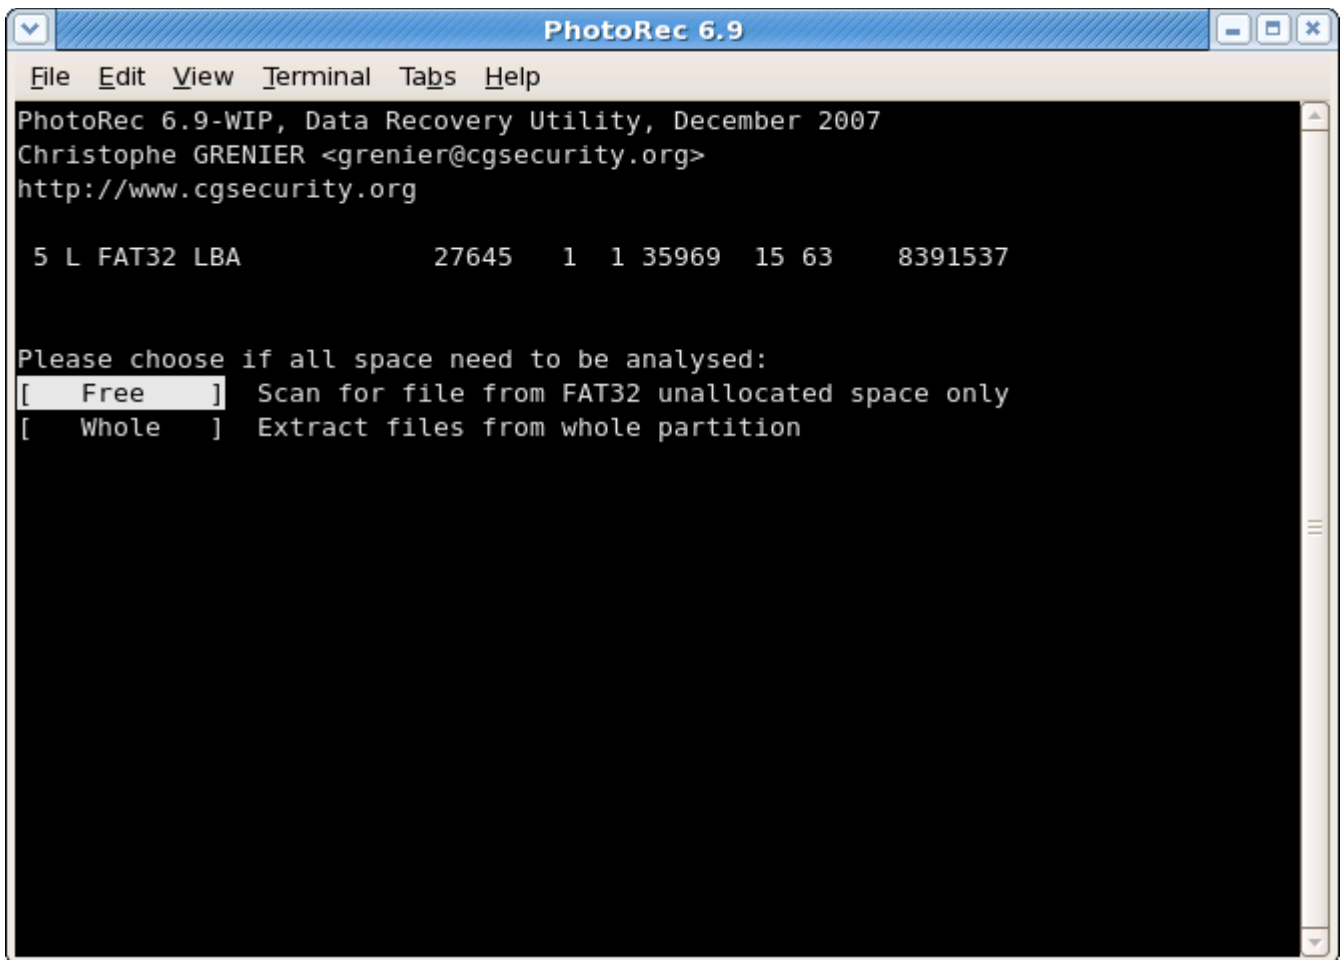 PhotoRec 6.9
File Edit View Terminal Tabs Help
PhotoRec 6.9-WIP, Data Recovery Utility, December 2007
Christophe GRENIER <grenier@cgsecurity.org>
http://www.cgsecurity.org
 5 L FAT32 LBA            27645   1  1 35969  15 63    8391537
Please choose if all space need to be analysed:
[   Free    ]  Scan for file from FAT32 unallocated space only
[   Whole   ]  Extract files from whole partition